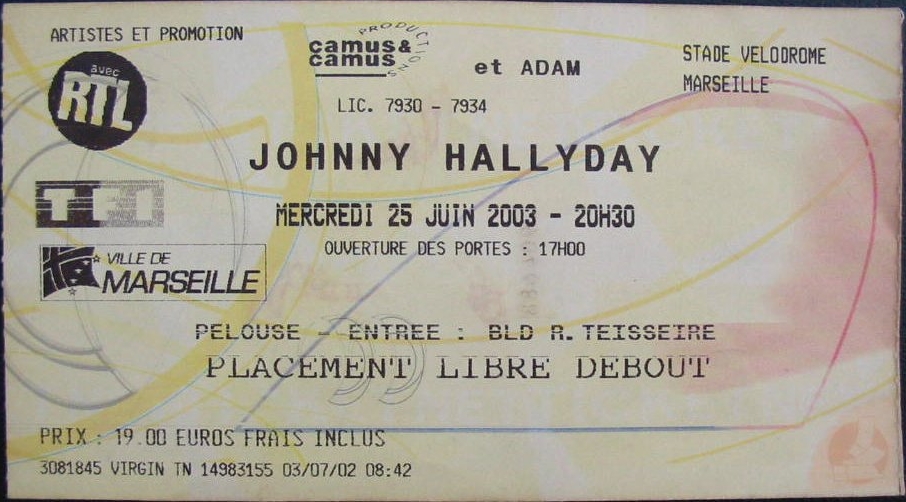 ARTISTES ET PROMOTION
avec
RTL
PRODUCTIONS
camus&
camus
et ADAM
STADE VELODROME
MARSEILLE
LIC. 7930 - 7934
JOHNNY HALLYDAY
TF1
MERCREDI 25 JUIN 2003 - 20H30
OUVERTURE DES PORTES : 17H00
VILLE DE
MARSEILLE
PELOUSE - ENTREE : BLD R.TEISSEIRE
PLACEMENT LIBRE DEBOUT
PRIX : 19.00 EUROS FRAIS INCLUS
3081845 VIRGIN TN 14983155 03/07/02 08:42